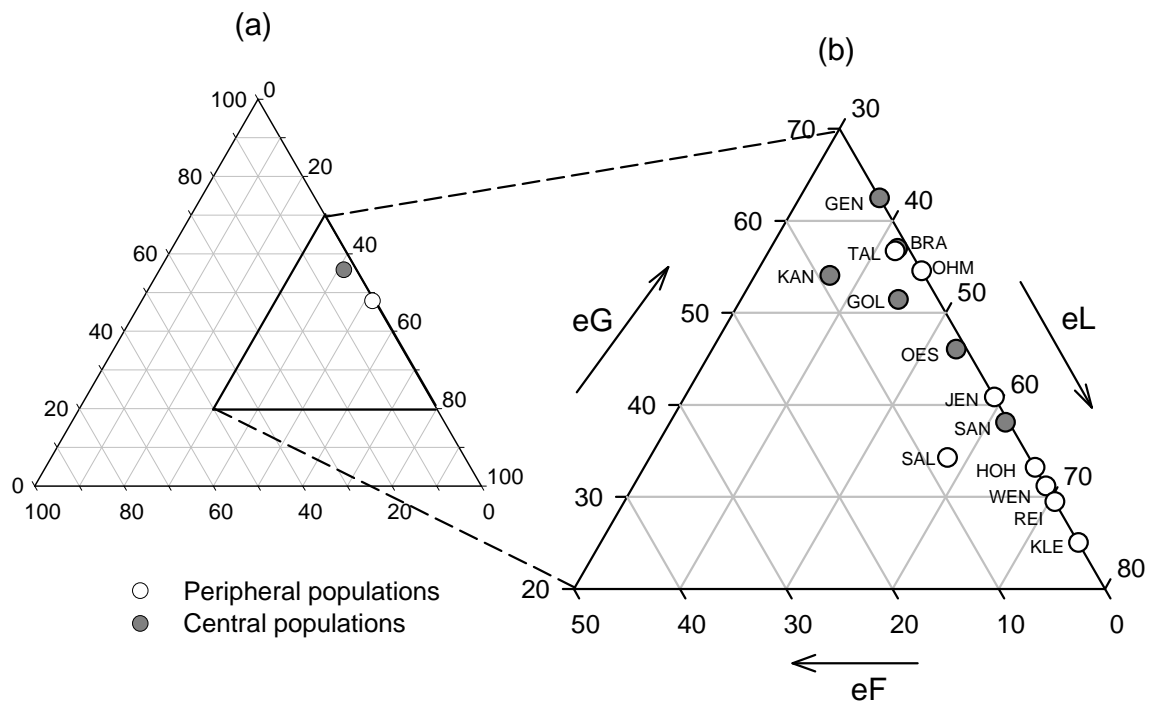 (a)
(b)
100
0
80
20
60
40
40
60
20
80
0
100
100
80
60
40
20
0
70
30
GEN
40
60
TAL
BRA
KAN
OHM
GOL
50
50
eG
eL
OES
40
JEN
60
SAN
SAL
HOH
70
30
WEN
REI
KLE
20
80
50
40
30
20
10
0
eF
Peripheral populations
Central populations